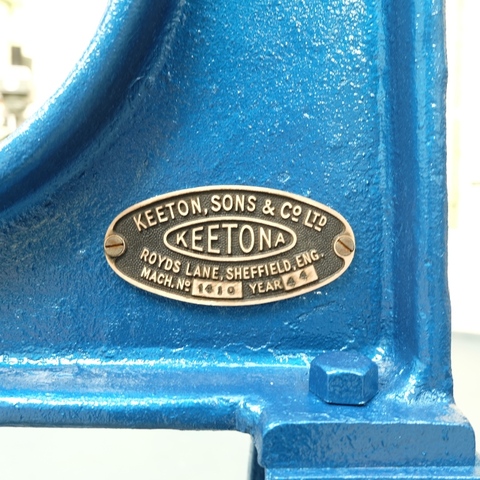 KEETON, SONS & Co LTD
KEETONA
ROYDS LANE, SHEFFIELD, ENG.
MACH. No 1610 YEAR 44